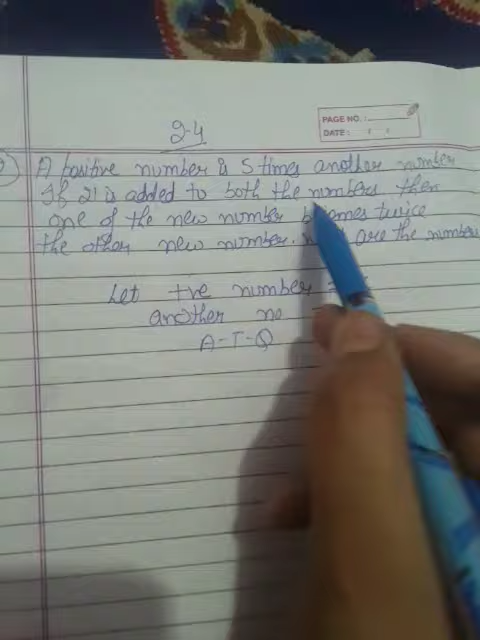 2.4
PAGE NO.:
DATE: / /
A positive number is 5 times another number
If 21 is added to both the numbers then
one of the new number becomes twice
the other new number. are the numbers
Let +ve number =
another no
A-T-Q